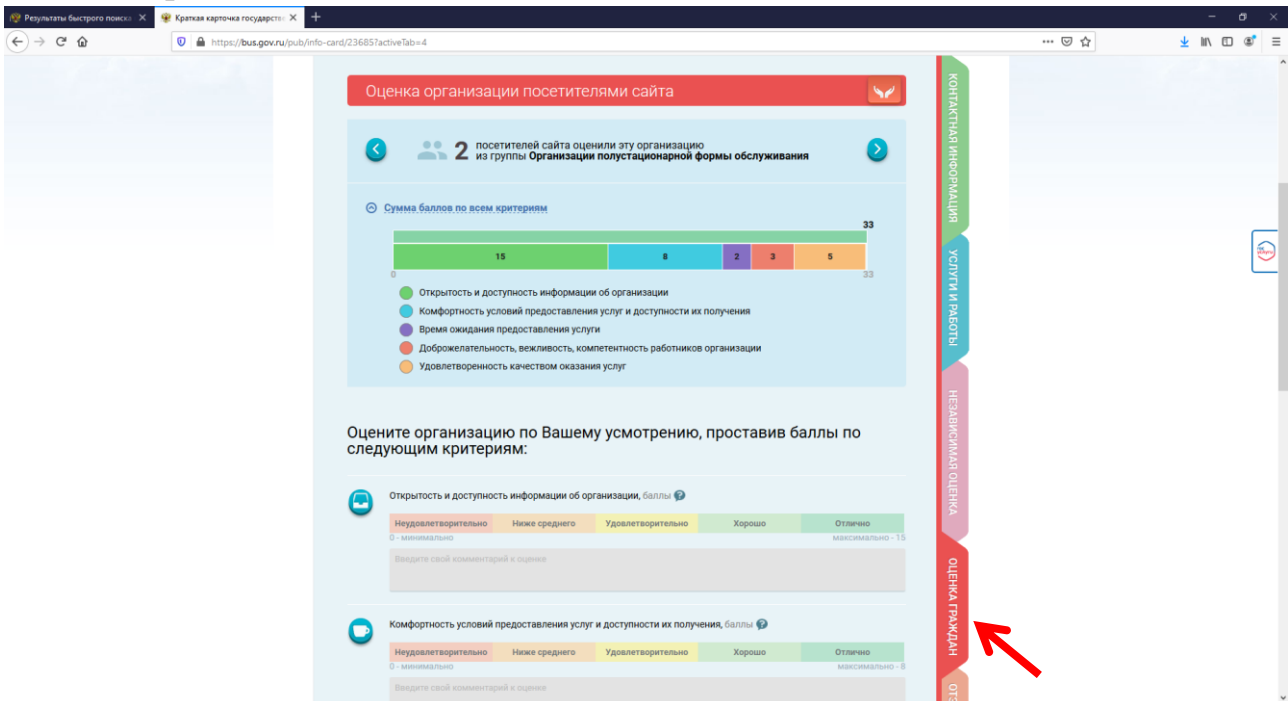 Результаты быстрого поиска
Краткая карточка государстве
https://bus.gov.ru/pub/info-card/23685?activeTab=4
Оценка организации посетителями сайта
2 посетителей сайта оценили эту организацию
из группы Организации полустационарной формы обслуживания
Сумма баллов по всем критериям
33
15 8 2 3 5
0 33
Открытость и доступность информации об организации
Комфортность условий предоставления услуг и доступности их получения
Время ожидания предоставления услуги
Доброжелательность, вежливость, компетентность работников организации
Удовлетворенность качеством оказания услуг
Оцените организацию по Вашему усмотрению, проставив баллы по
следующим критериям:
Открытость и доступность информации об организации, баллы
Неудовлетворительно Ниже среднего Удовлетворительно Хорошо Отлично
0 - минимально максимально - 15
Введите свой комментарий к оценке
Комфортность условий предоставления услуг и доступности их получения, баллы
Неудовлетворительно Ниже среднего Удовлетворительно Хорошо Отлично
0 - минимально максимально - 8
Введите свой комментарий к оценке
КОНТАКТНАЯ ИНФОРМАЦИЯ
УСЛУГИ И РАБОТЫ
НЕЗАВИСИМАЯ ОЦЕНКА
ОЦЕНКА ГРАЖДАН